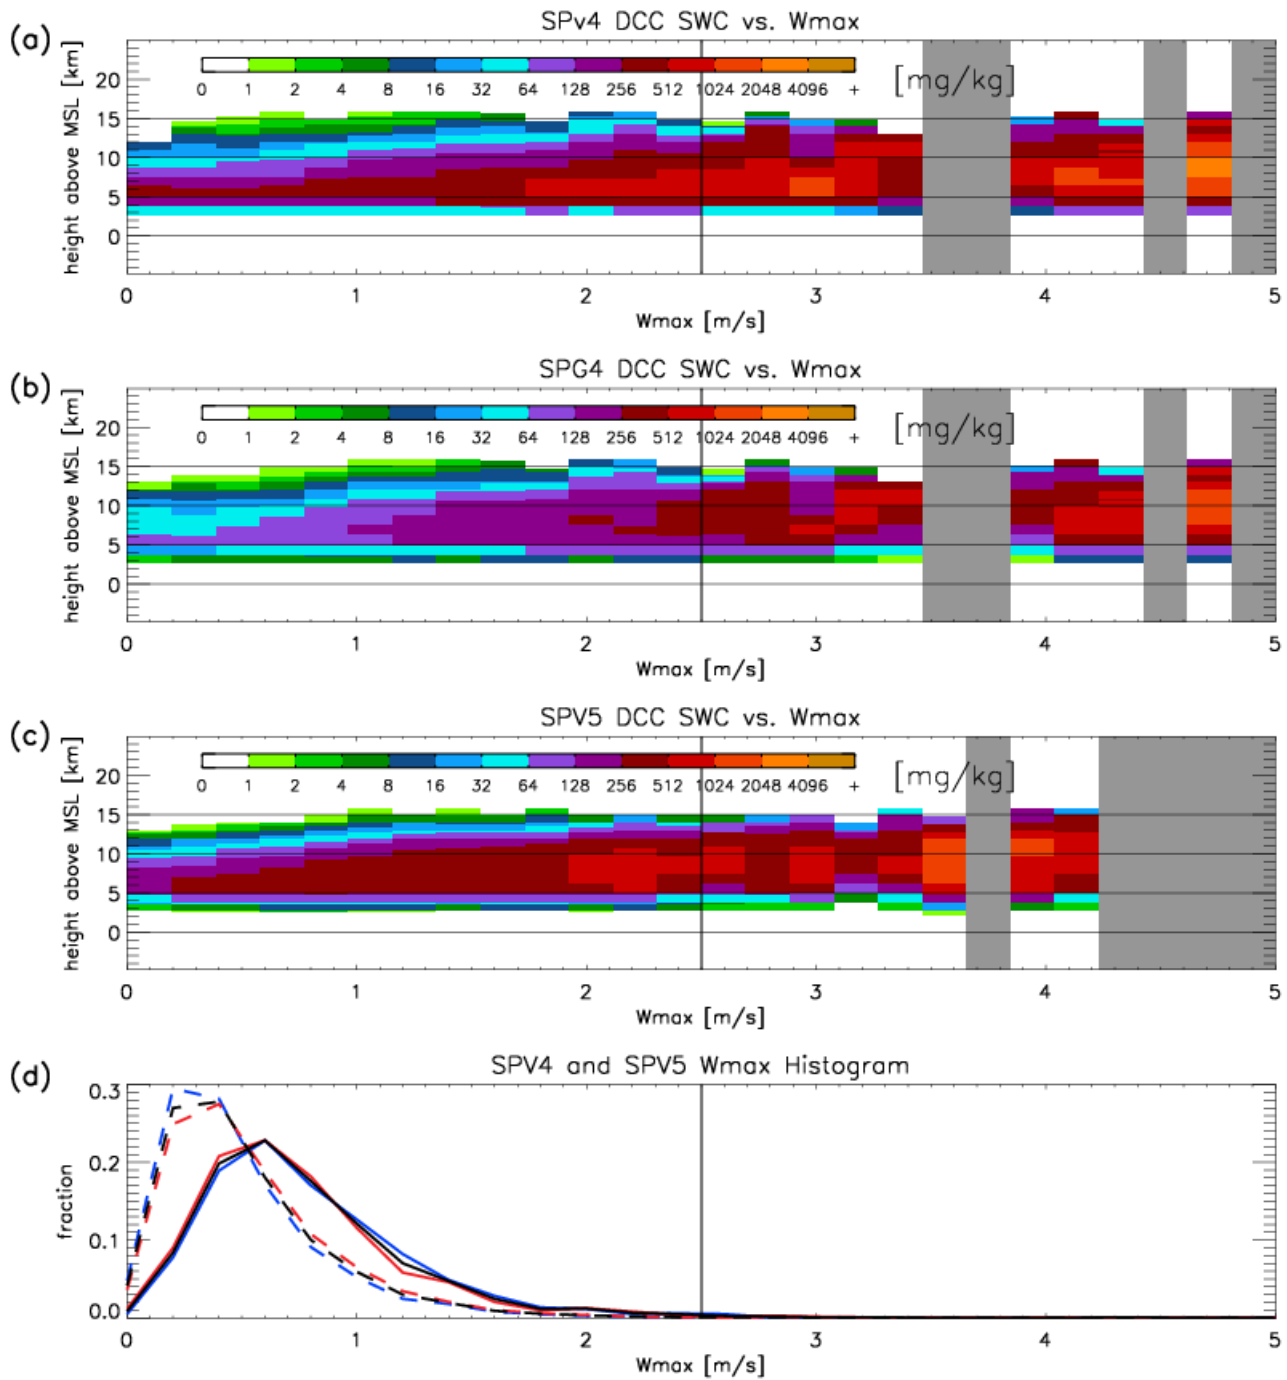 SPv4 DCC SWC vs. Wmax
(a)
height above MSL [km]
20
15
10
5
0
0 1 2 4 8 16 32 64 128 256 512 1024 2048 4096 +
[mg/kg]
0 1 2 3 4 5
Wmax [m/s]
SPG4 DCC SWC vs. Wmax
(b)
height above MSL [km]
20
15
10
5
0
0 1 2 4 8 16 32 64 128 256 512 1024 2048 4096 +
[mg/kg]
0 1 2 3 4 5
Wmax [m/s]
SPV5 DCC SWC vs. Wmax
(c)
height above MSL [km]
20
15
10
5
0
0 1 2 4 8 16 32 64 128 256 512 1024 2048 4096 +
[mg/kg]
0 1 2 3 4 5
Wmax [m/s]
SPV4 and SPV5 Wmax Histogram
(d)
fraction
0.3
0.2
0.1
0.0
0 1 2 3 4 5
Wmax [m/s]